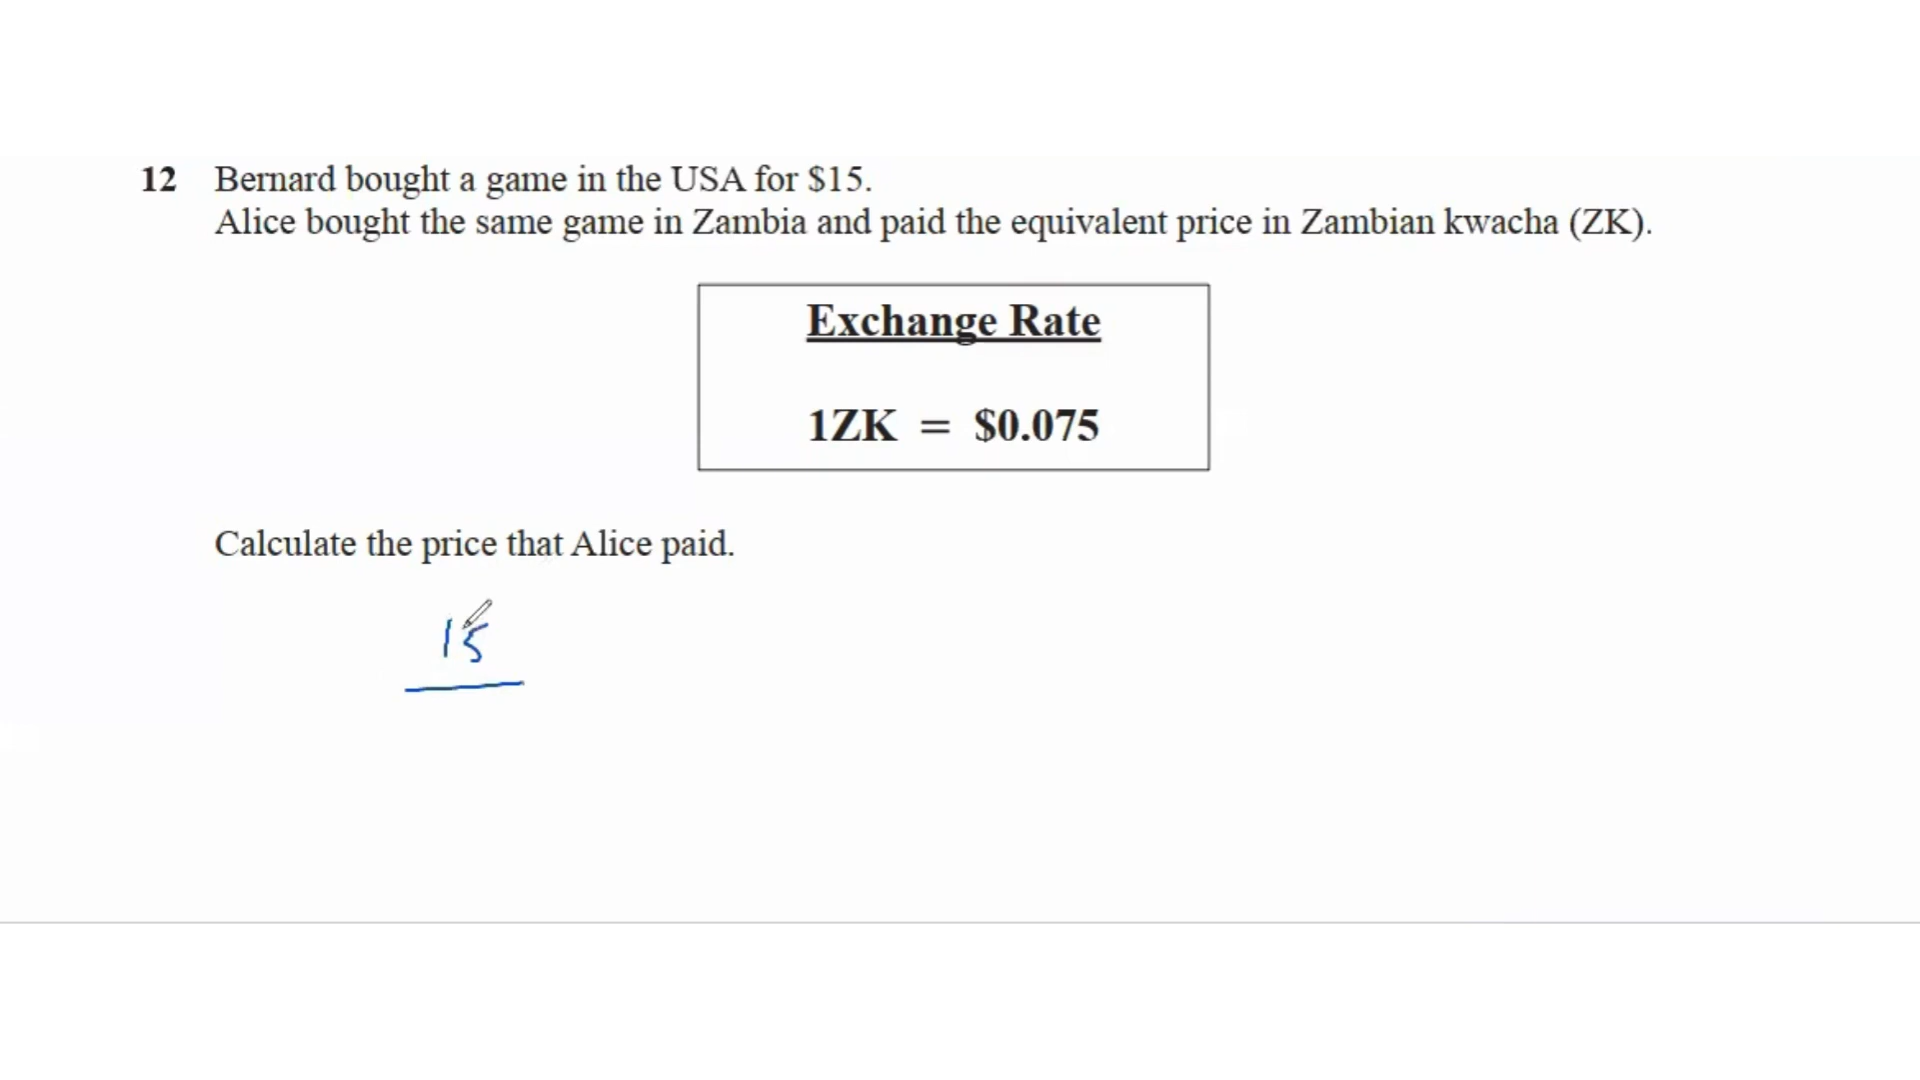 12 Bernard bought a game in the USA for $15.
Alice bought the same game in Zambia and paid the equivalent price in Zambian kwacha (ZK).
Exchange Rate
1ZK = $0.075
Calculate the price that Alice paid.
15